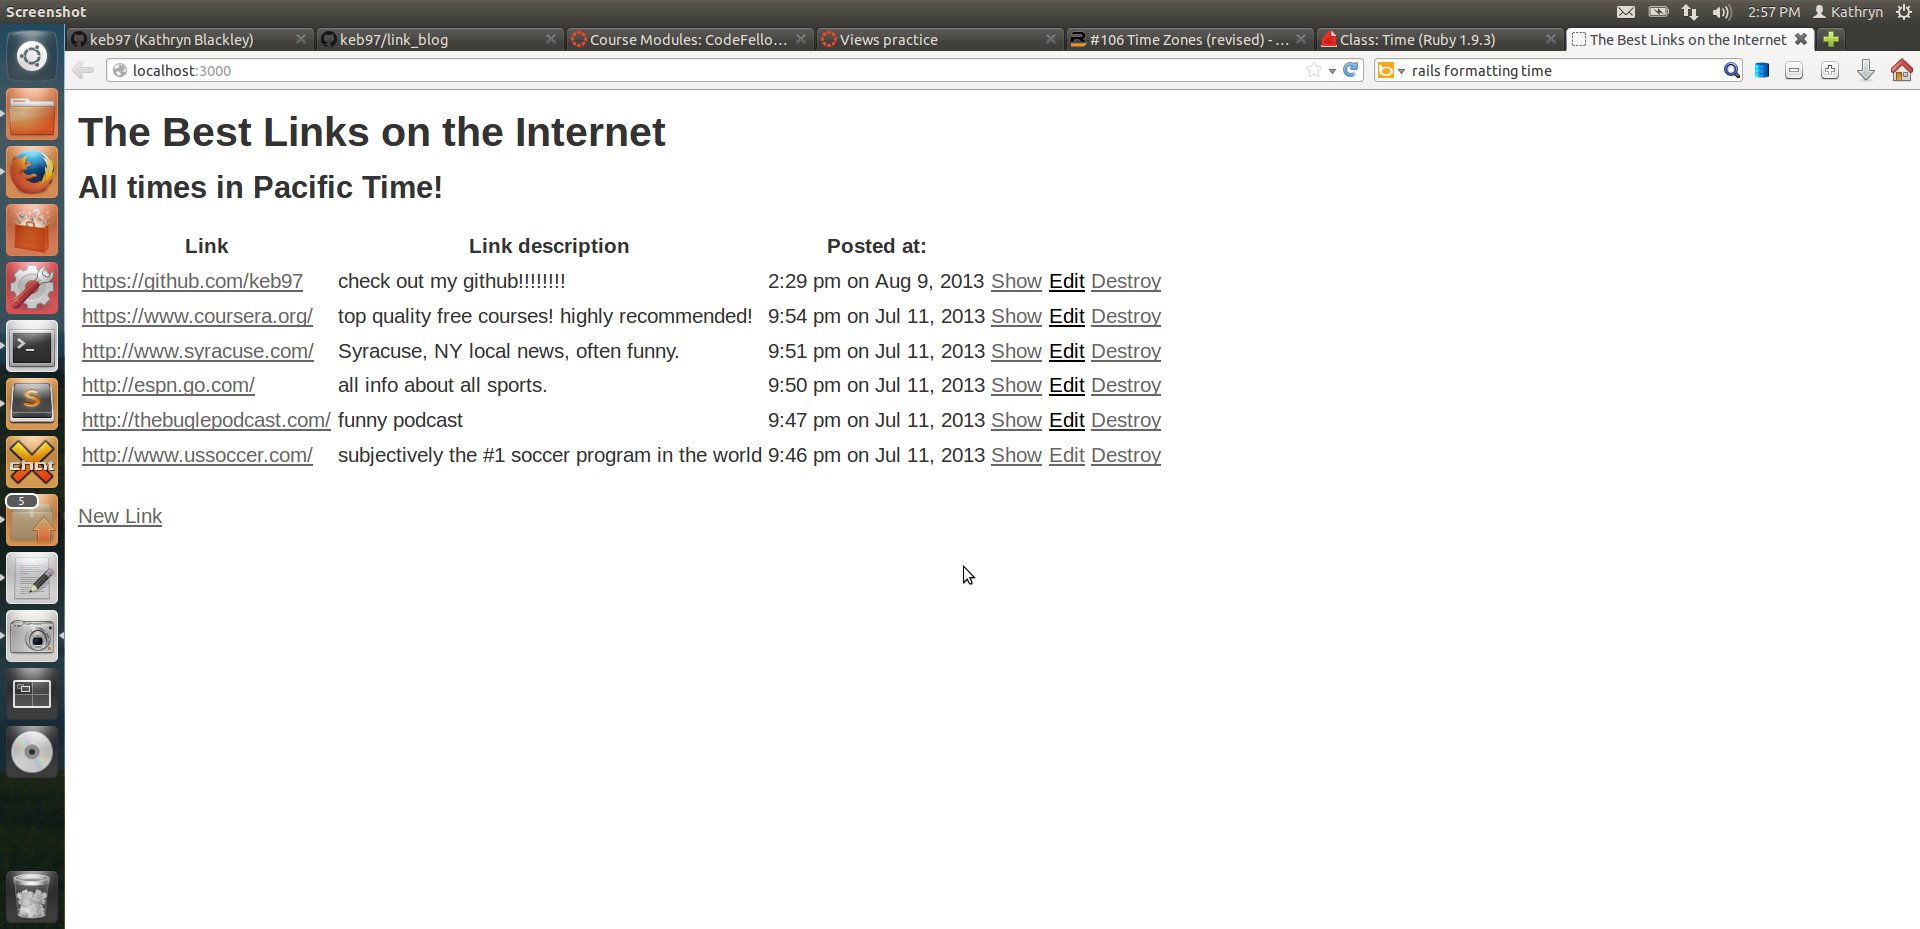 Screenshot 2:57 PM Kathryn
keb97 (Kathryn Blackley) keb97/link_blog Course Modules: CodeFello... Views practice #106 Time Zones (revised) - ... Class: Time (Ruby 1.9.3) The Best Links on the Internet
localhost:3000 rails formatting time
The Best Links on the Internet
All times in Pacific Time!
Link Link description Posted at:
https://github.com/keb97 check out my github!!!!!!!! 2:29 pm on Aug 9, 2013 Show Edit Destroy
https://www.coursera.org/ top quality free courses! highly recommended! 9:54 pm on Jul 11, 2013 Show Edit Destroy
http://www.syracuse.com/ Syracuse, NY local news, often funny. 9:51 pm on Jul 11, 2013 Show Edit Destroy
http://espn.go.com/ all info about all sports. 9:50 pm on Jul 11, 2013 Show Edit Destroy
http://thebuglepodcast.com/ funny podcast 9:47 pm on Jul 11, 2013 Show Edit Destroy
http://www.ussoccer.com/ subjectively the #1 soccer program in the world 9:46 pm on Jul 11, 2013 Show Edit Destroy
New Link
S
chat
5